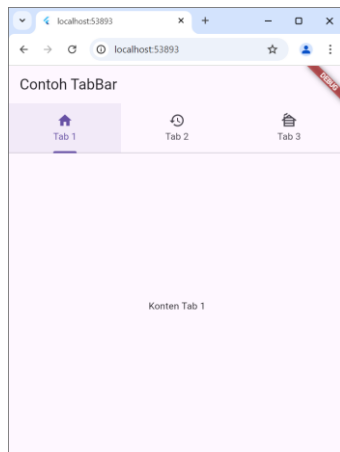 localhost:53893
localhost:53893
Contoh TabBar
DEBUG
Tab 1
Tab 2
Tab 3
Konten Tab 1